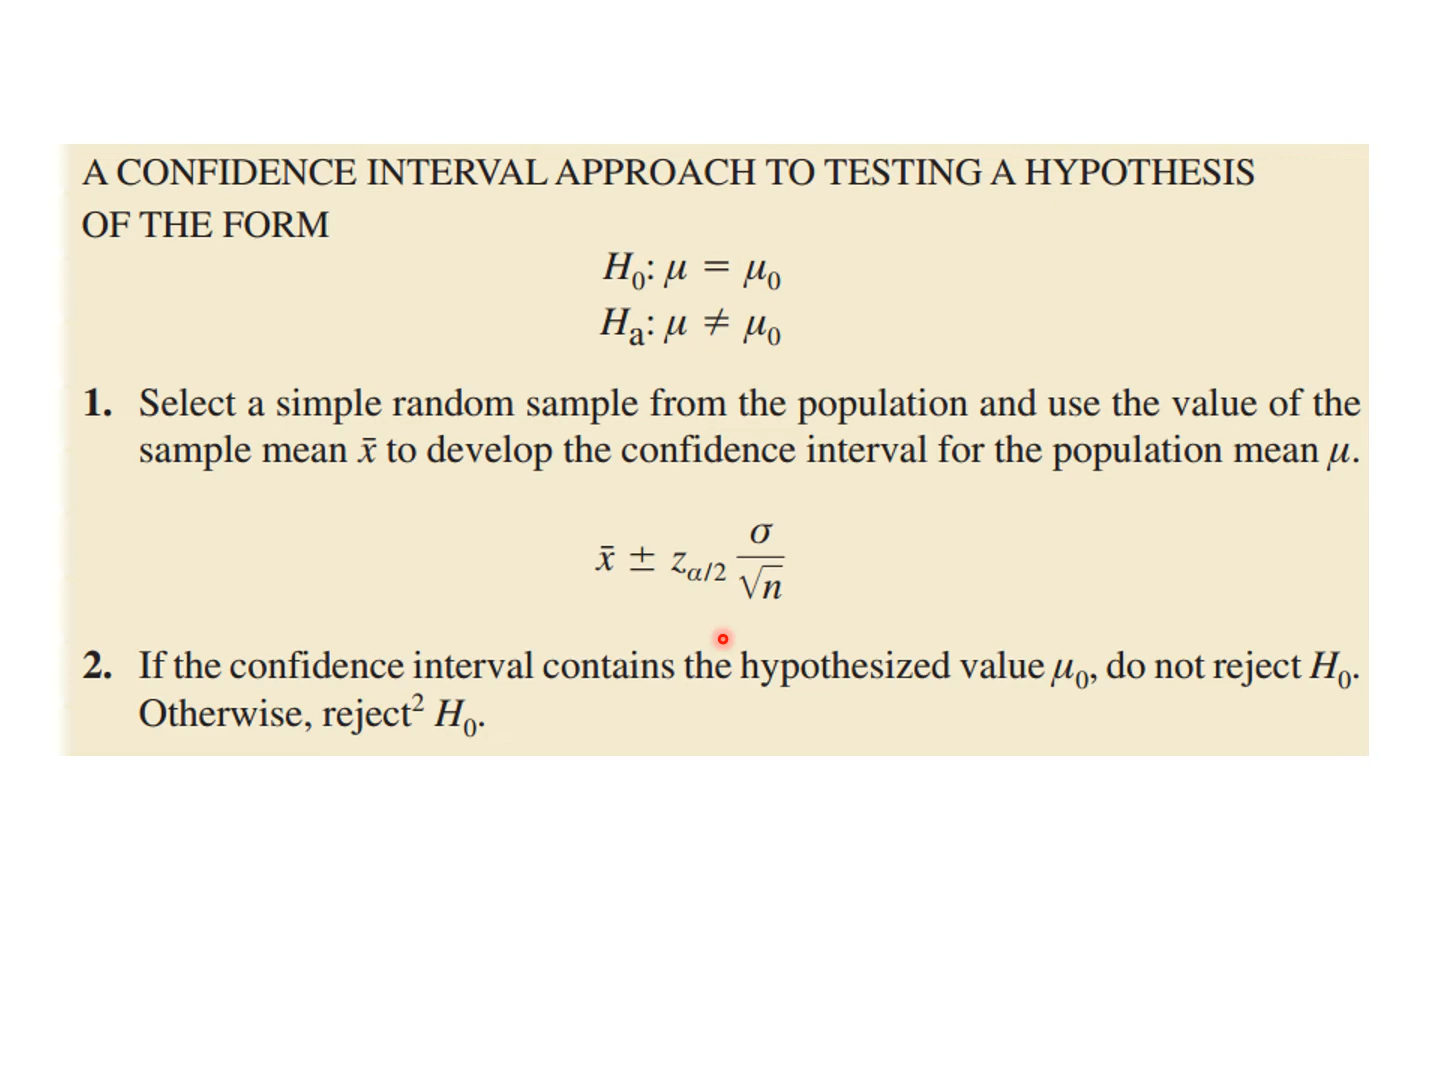 A CONFIDENCE INTERVAL APPROACH TO TESTING A HYPOTHESIS
OF THE FORM
H₀: μ = μ₀
Hₐ: μ ≠ μ₀
1. Select a simple random sample from the population and use the value of the
sample mean x̄ to develop the confidence interval for the population mean μ.
x̄ ± z_{α/2} σ/√n
2. If the confidence interval contains the hypothesized value μ₀, do not reject H₀.
Otherwise, reject² H₀.